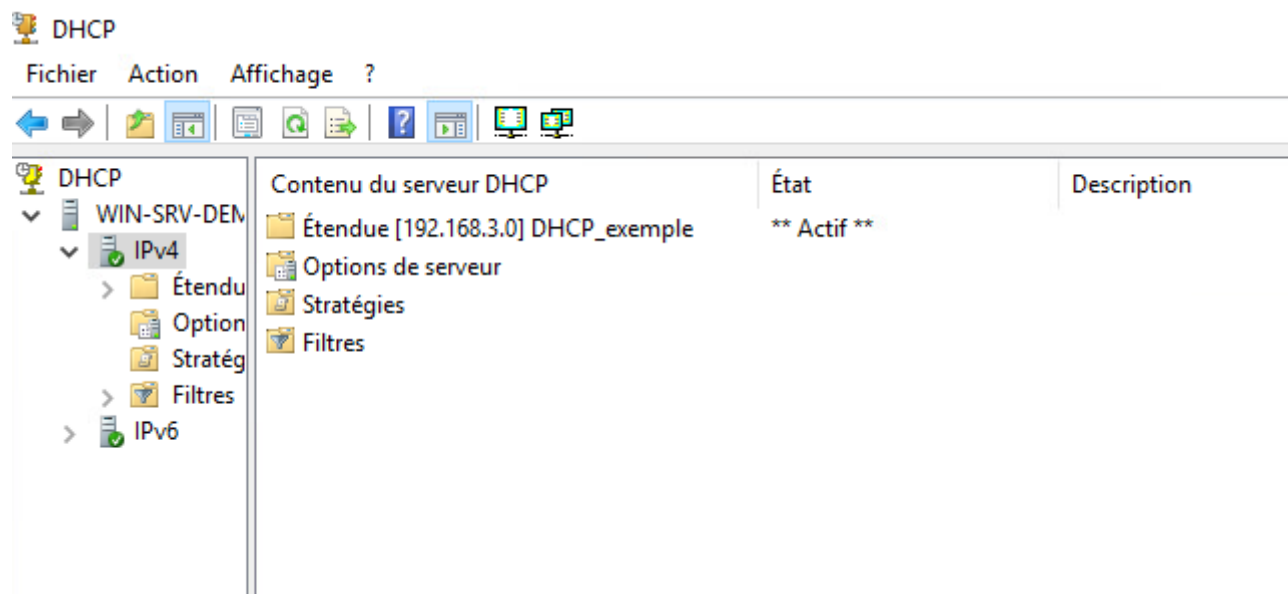 DHCP
Fichier Action Affichage ?
DHCP
WIN-SRV-DEM
IPv4
Étendu
Option
Stratég
Filtres
IPv6
Contenu du serveur DHCP État Description
Étendue [192.168.3.0] DHCP_exemple ** Actif **
Options de serveur
Stratégies
Filtres